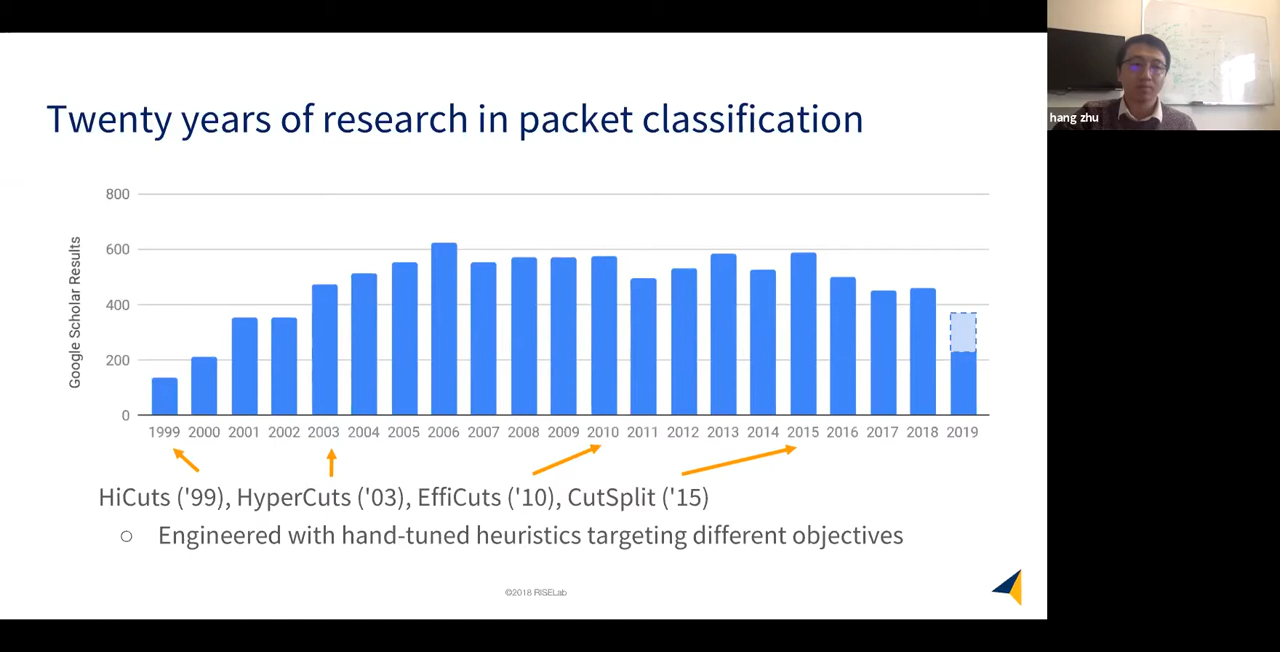 Twenty years of research in packet classification
hang zhu
Google Scholar Results
800
600
400
200
0
1999 2000 2001 2002 2003 2004 2005 2006 2007 2008 2009 2010 2011 2012 2013 2014 2015 2016 2017 2018 2019
HiCuts ('99), HyperCuts ('03), EffiCuts ('10), CutSplit ('15)
○ Engineered with hand-tuned heuristics targeting different objectives
©2018 RISELab